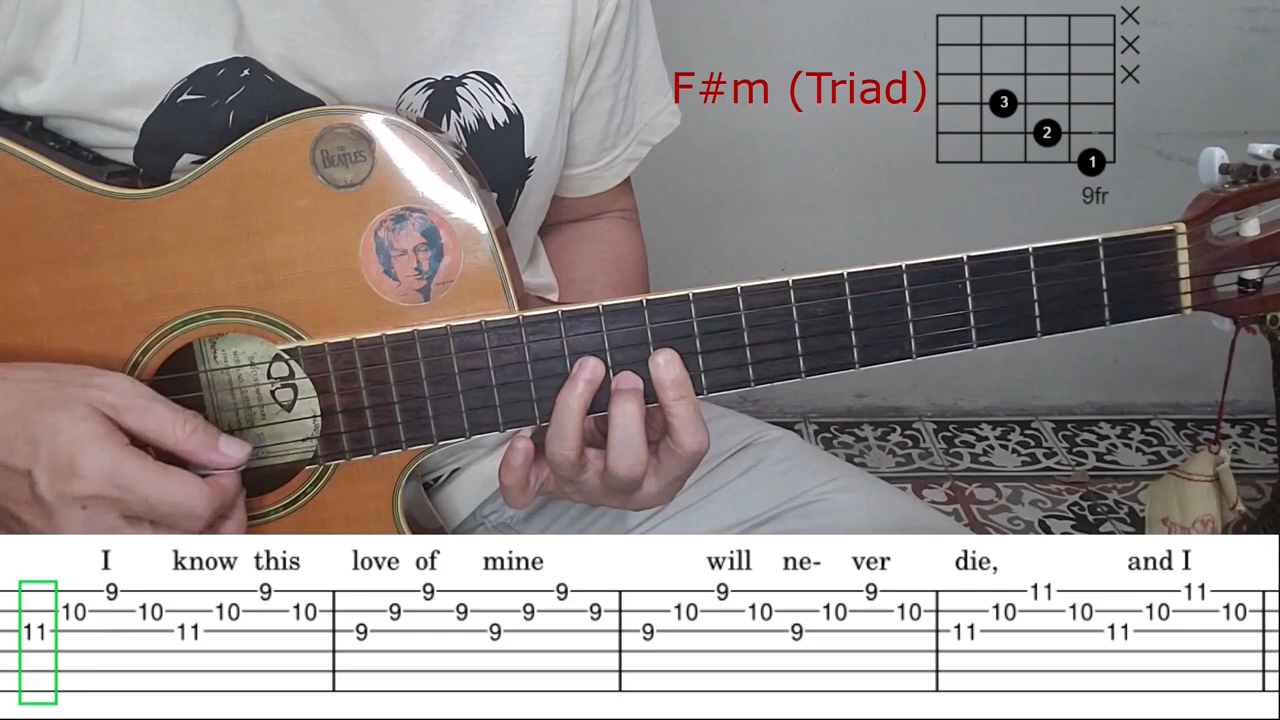 F#m (Triad)
X
X
X
3
2
1
9fr
THE
BEATLES
I know this love of mine will ne- ver die, and I
9 9 9 9 9 9 11 11
10 10 10 10 9 9 9 9 10 10 10 10 10 10 10 10
11 11 9 9 9 9 11 11